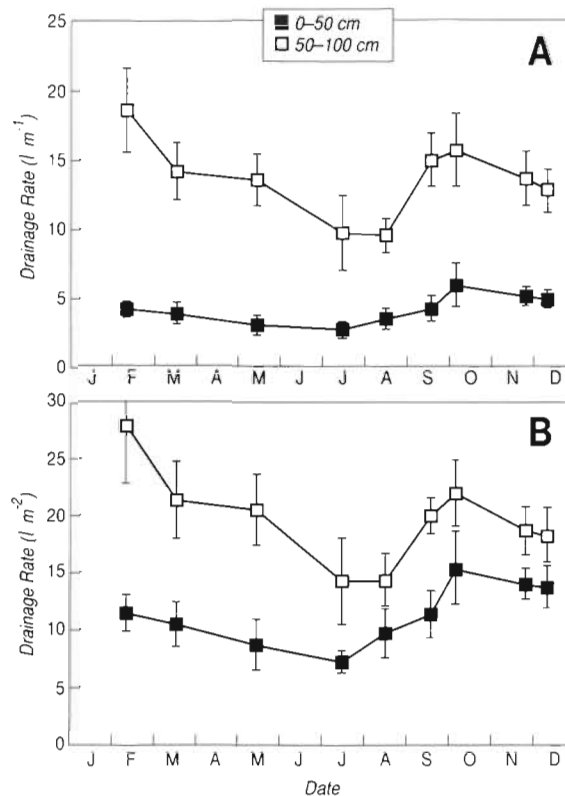 0–50 cm
50–100 cm
A
25
20
15
10
5
0
Drainage Rate (l m-1)
J F M A M J J A S O N D
B
30
25
20
15
10
5
0
Drainage Rate (l m-2)
J F M A M J J A S O N D
Date